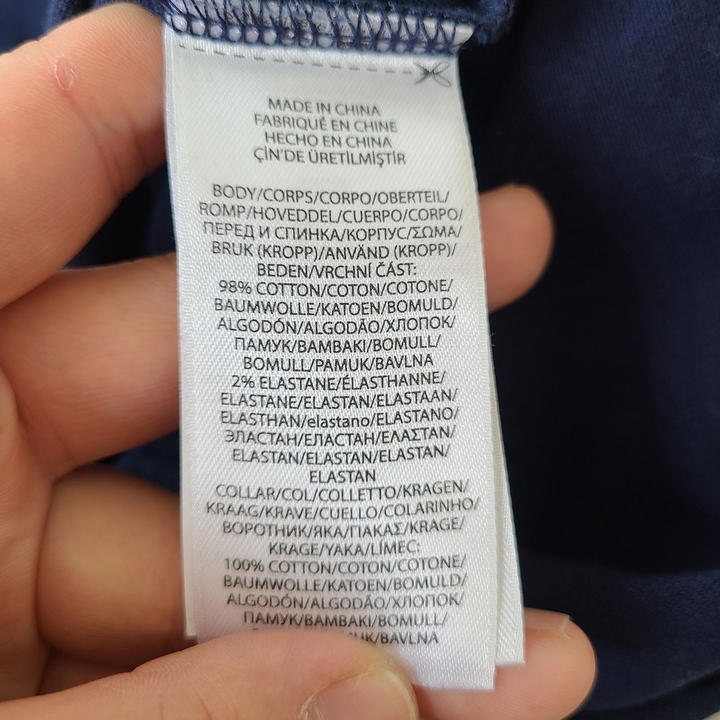 MADE IN CHINA
FABRIQUÉ EN CHINE
HECHO EN CHINA
ÇİN'DE ÜRETİLMİŞTİR
BODY/CORPS/CORPO/OBERTEIL/
ROMP/HOVEDDEL/CUERPO/CORPO/
ПЕРЕД И СПИНКА/КОРПУС/ΣΩΜΑ/
BRUK (KROPP)/ANVÄND (KROPP)/
BEDEN/VRCHNÍ ČÁST:
98% COTTON/COTON/COTONE/
BAUMWOLLE/KATOEN/BOMULD/
ALGODÓN/ALGODÃO/ХЛОПОК/
ПАМУК/ΒΑΜΒΑΚΙ/BOMULL/
BOMULL/PAMUK/BAVLNA
2% ELASTANE/ÉLASTHANNE/
ELASTANE/ELASTAN/ELASTAAN/
ELASTHAN/elastano/ELASTANO/
ЭЛАСТАН/ЕЛАСТАН/ΕΛΑΣΤΑΝ/
ELASTAN/ELASTAN/ELASTAN/
ELASTAN
COLLAR/COL/COLLETTO/KRAGEN/
KRAAG/KRAVE/CUELLO/COLARINHO/
ВОРОТНИК/ЯКА/ΓΙΑΚΑΣ/KRAGE/
KRAGE/YAKA/LÍMEC:
100% COTTON/COTON/COTONE/
BAUMWOLLE/KATOEN/BOMULD/
ALGODÓN/ALGODÃO/ХЛОПОК/
ПАМУК/ΒΑΜΒΑΚΙ/BOMULL/
UK/BAVLNA